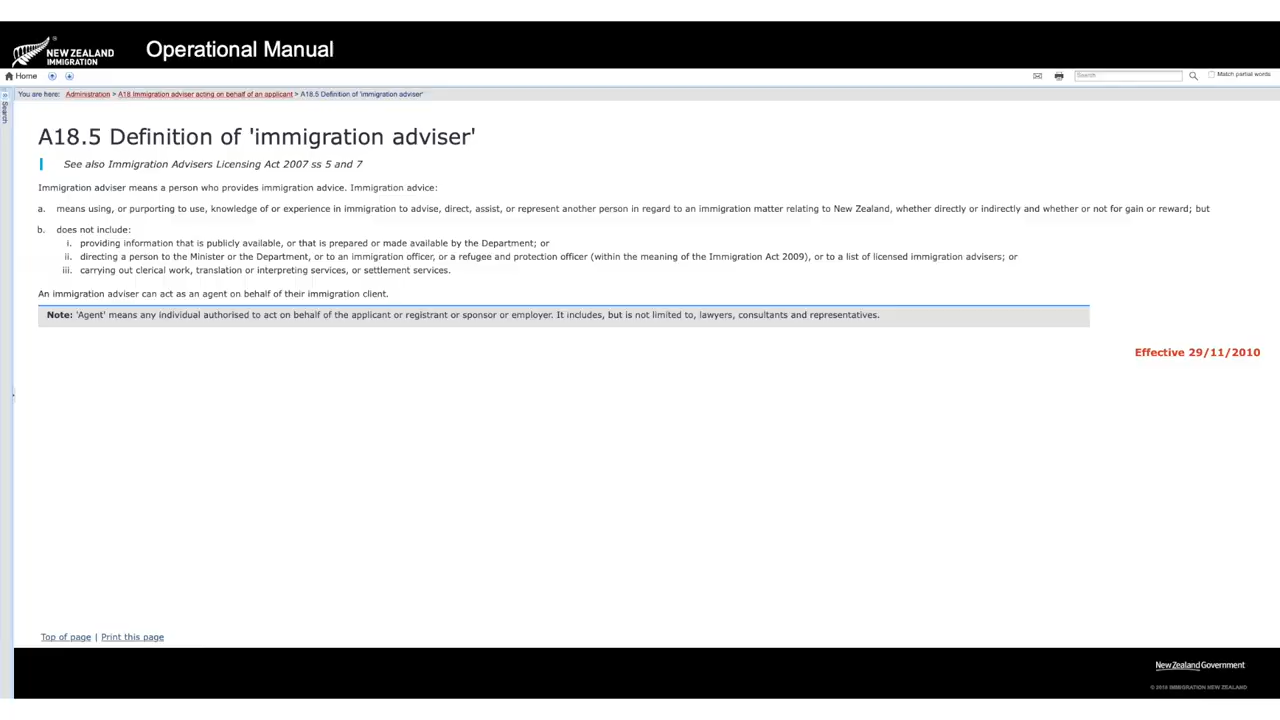 NEW ZEALAND
IMMIGRATION
Operational Manual
Home
Search
Match partial words
You are here: Administration > A18 Immigration adviser acting on behalf of an applicant > A18.5 Definition of 'immigration adviser'
Search
A18.5 Definition of 'immigration adviser'
See also Immigration Advisers Licensing Act 2007 ss 5 and 7
Immigration adviser means a person who provides immigration advice. Immigration advice:
a. means using, or purporting to use, knowledge of or experience in immigration to advise, direct, assist, or represent another person in regard to an immigration matter relating to New Zealand, whether directly or indirectly and whether or not for gain or reward; but
b. does not include:
i. providing information that is publicly available, or that is prepared or made available by the Department; or
ii. directing a person to the Minister or the Department, or to an immigration officer, or a refugee and protection officer (within the meaning of the Immigration Act 2009), or to a list of licensed immigration advisers; or
iii. carrying out clerical work, translation or interpreting services, or settlement services.
An immigration adviser can act as an agent on behalf of their immigration client.
Note: 'Agent' means any individual authorised to act on behalf of the applicant or registrant or sponsor or employer. It includes, but is not limited to, lawyers, consultants and representatives.
Effective 29/11/2010
Top of page | Print this page
New Zealand Government
© 2018 IMMIGRATION NEW ZEALAND